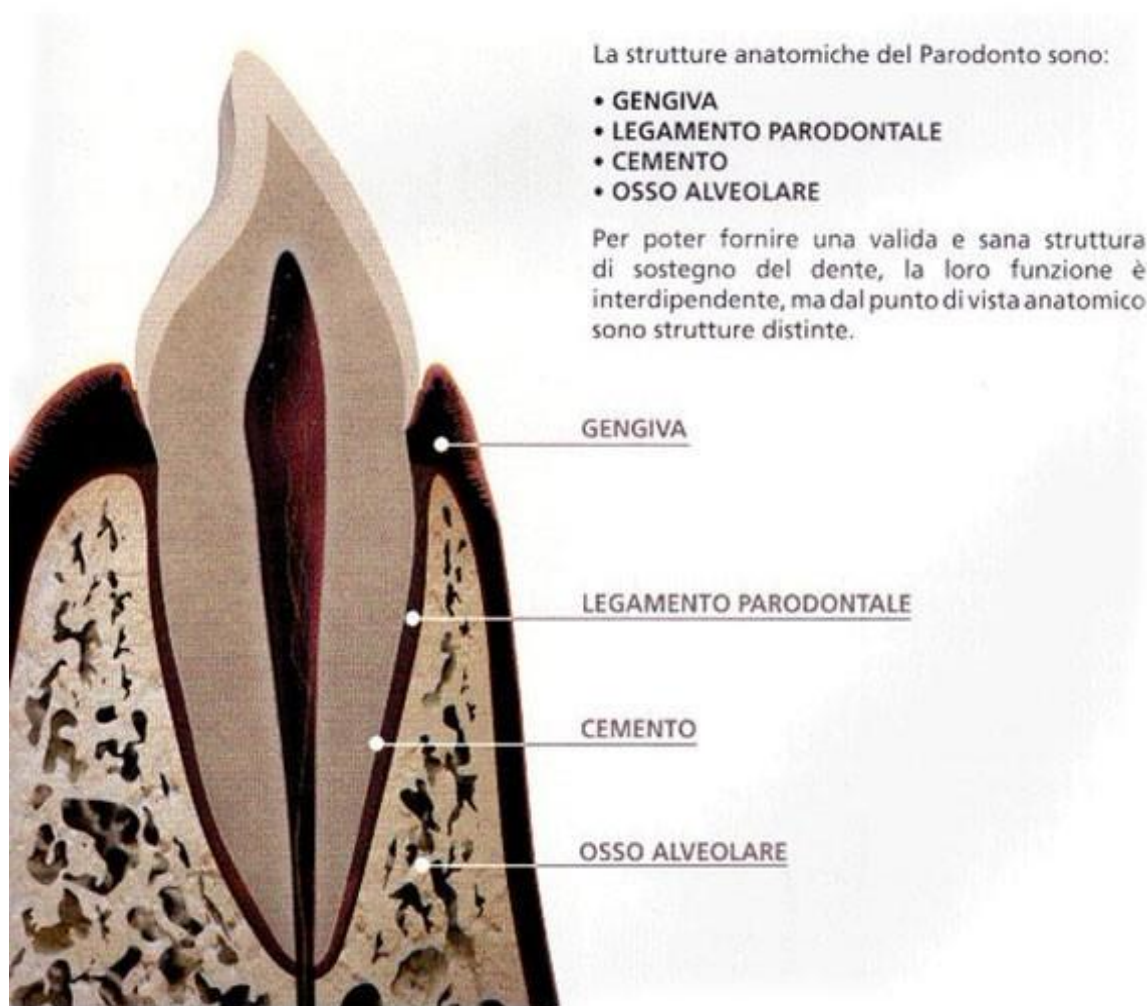 La strutture anatomiche del Parodonto sono:
• GENGIVA
• LEGAMENTO PARODONTALE
• CEMENTO
• OSSO ALVEOLARE
Per poter fornire una valida e sana struttura
di sostegno del dente, la loro funzione è
interdipendente, ma dal punto di vista anatomico
sono strutture distinte.
GENGIVA
LEGAMENTO PARODONTALE
CEMENTO
OSSO ALVEOLARE